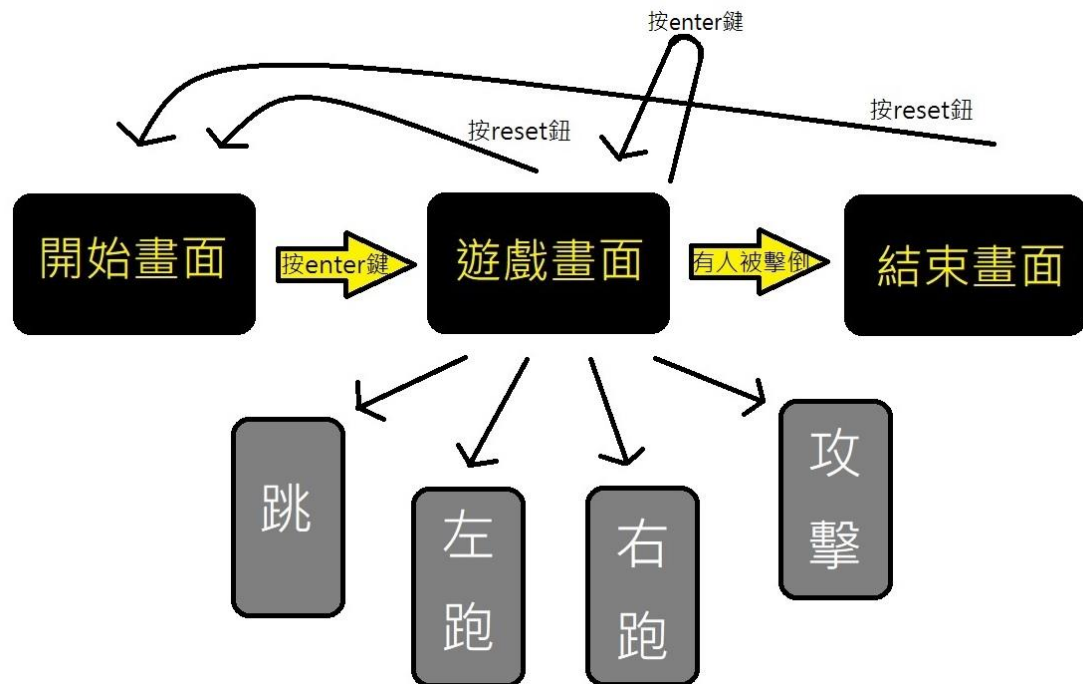 按enter鍵
按reset鈕
按reset鈕
開始畫面
按enter鍵
遊戲畫面
有人被擊倒
結束畫面
跳
左
跑
右
跑
攻
擊